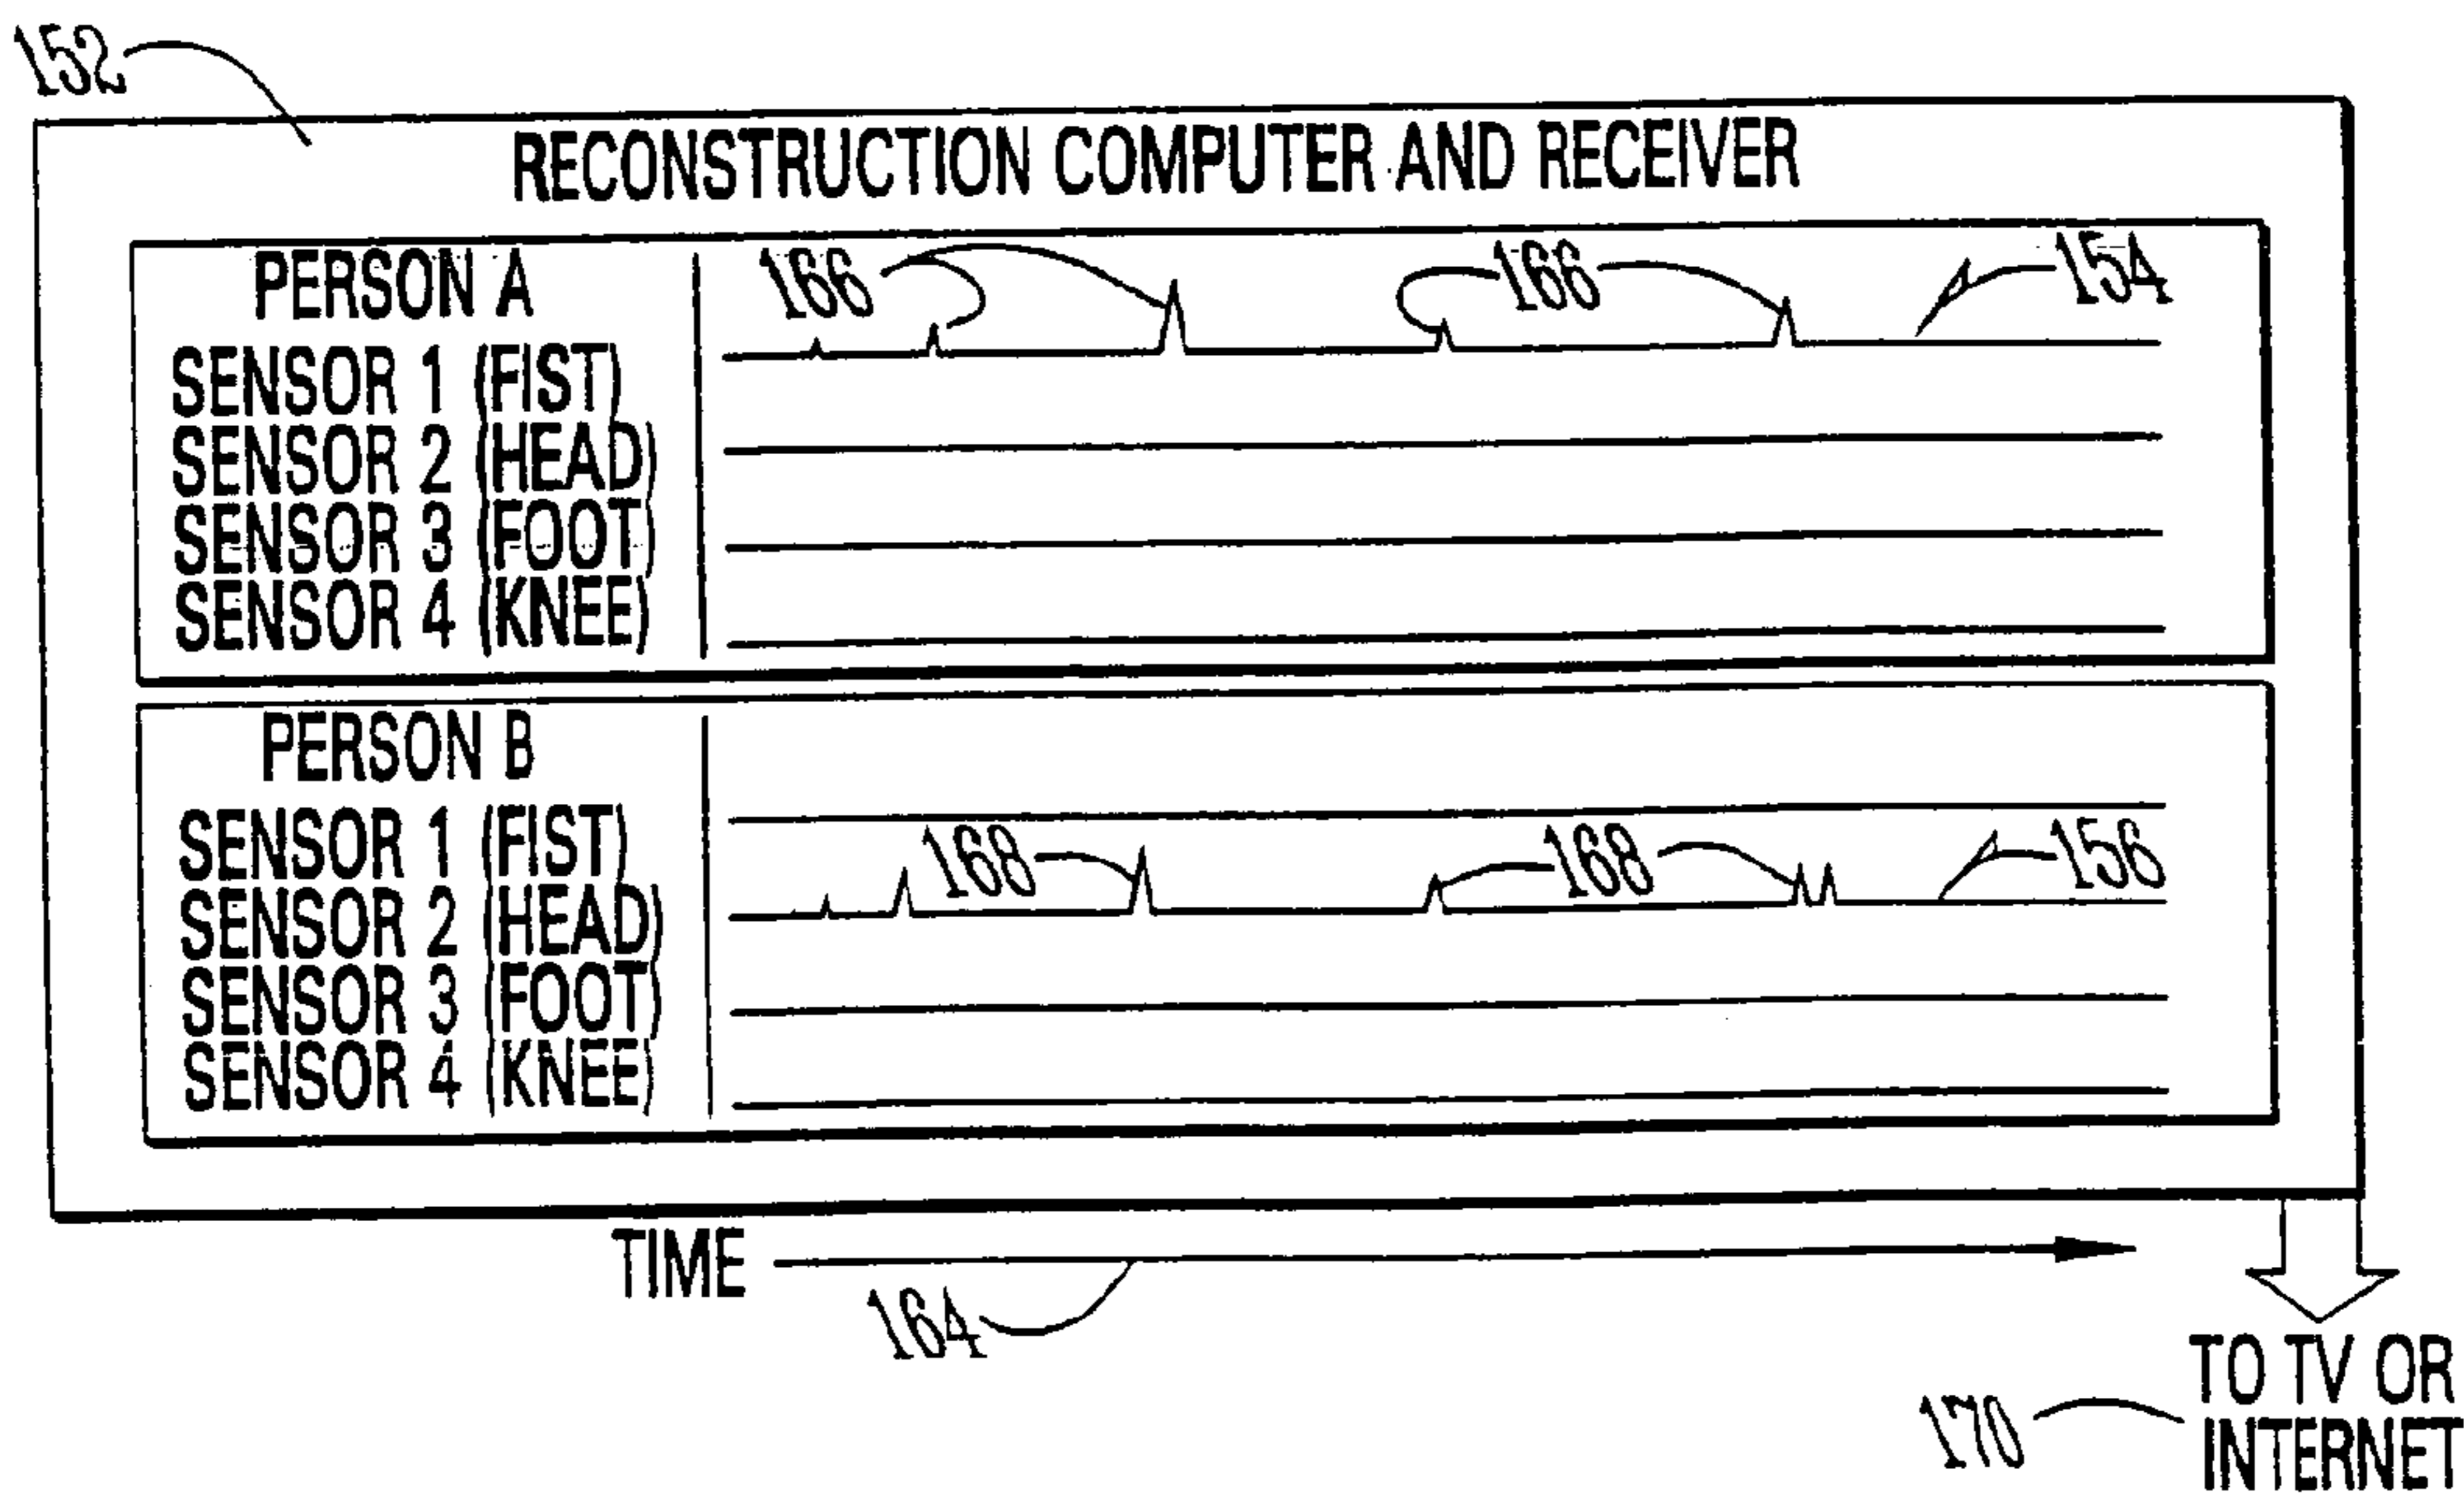 152
RECONSTRUCTION COMPUTER AND RECEIVER
PERSON A
166
166
154
SENSOR 1 (FIST)
SENSOR 2 (HEAD)
SENSOR 3 (FOOT)
SENSOR 4 (KNEE)
PERSON B
SENSOR 1 (FIST)
168
168
156
SENSOR 2 (HEAD)
SENSOR 3 (FOOT)
SENSOR 4 (KNEE)
TIME
164
TO TV OR
170
INTERNET